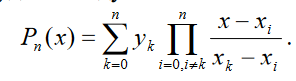 P_n(x) = \sum_{k=0}^{n} y_k \prod_{i=0,i\neq k}^{n} \frac{x - x_i}{x_k - x_i}.